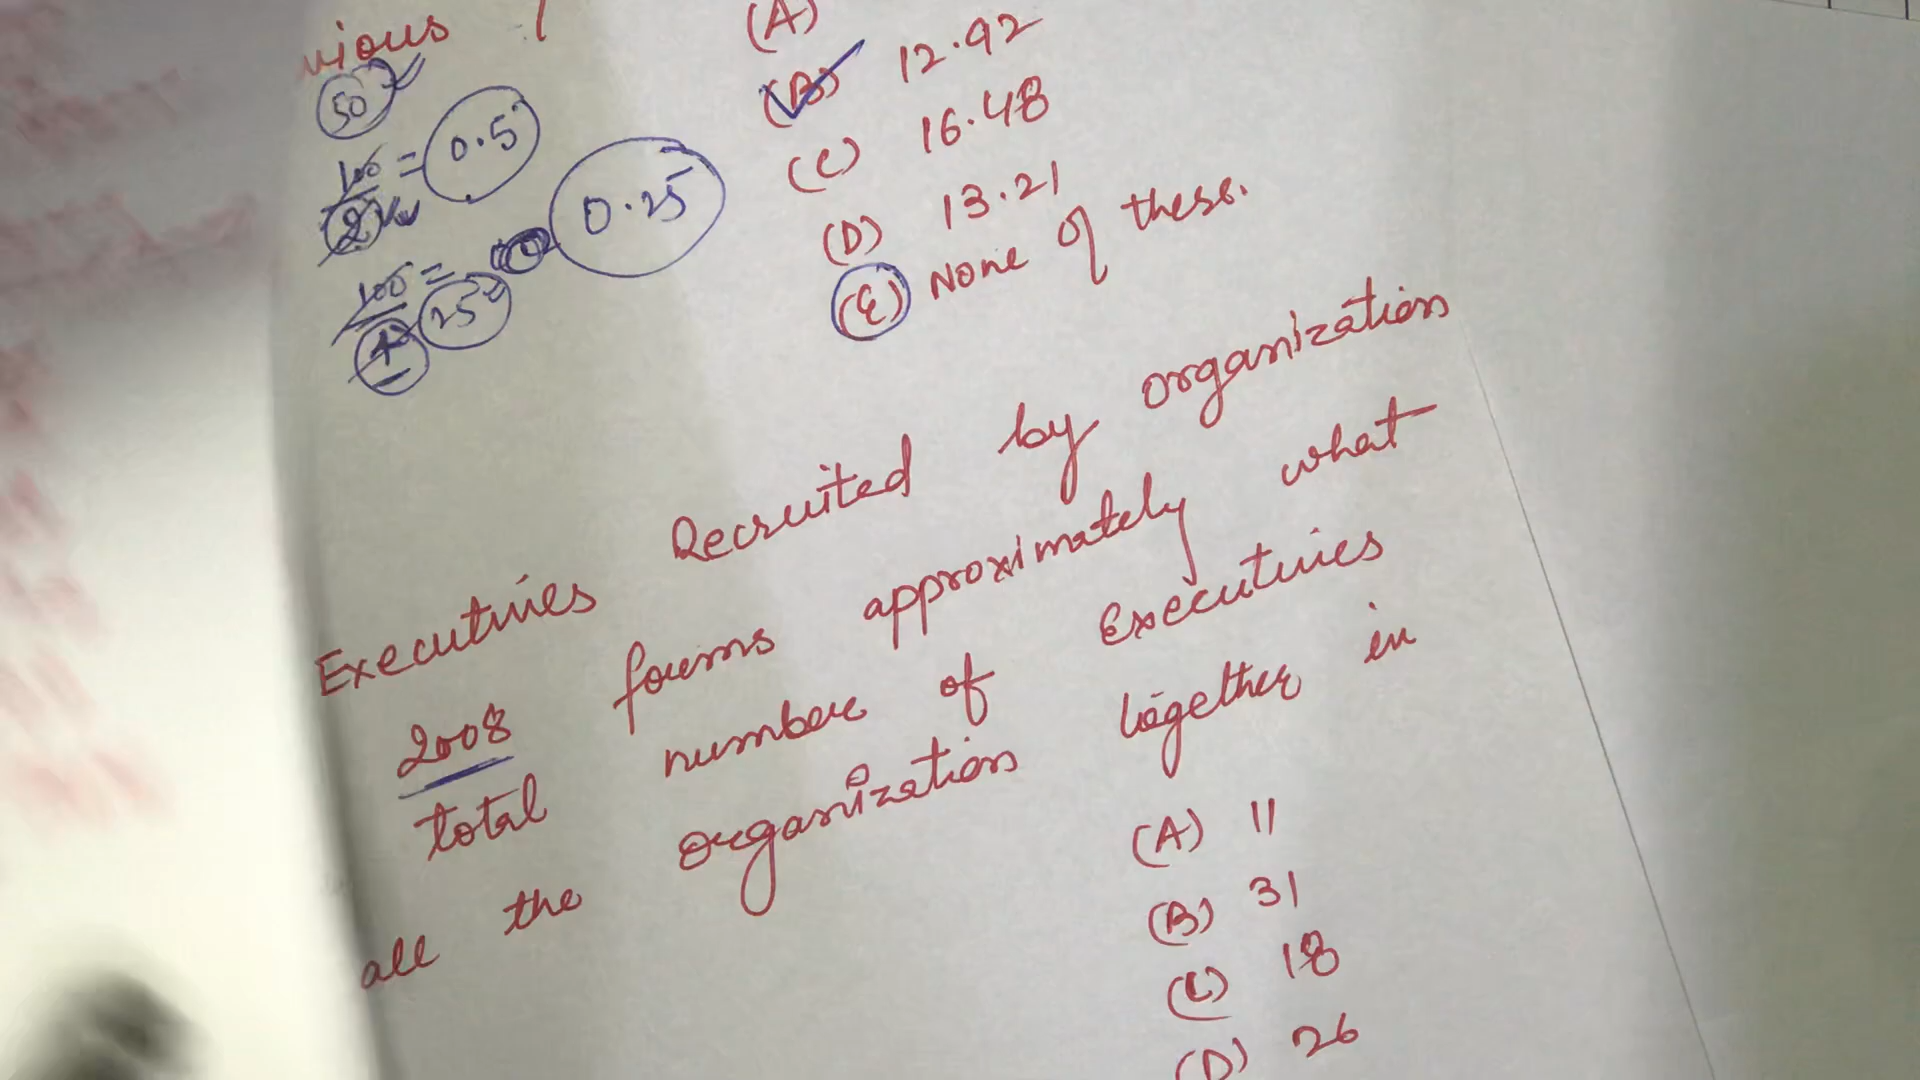 vious
(A)
50
(B) 12.92
100/2 = 0.5
(C) 16.48
0.25
(D) 13.21
100/4 = 25
(E) None of these.
Executives Recruited by organization
2008 forms approximately what
total number of Executives
all the organization together in
(A) 11
(B) 31
(C) 18
(D) 26